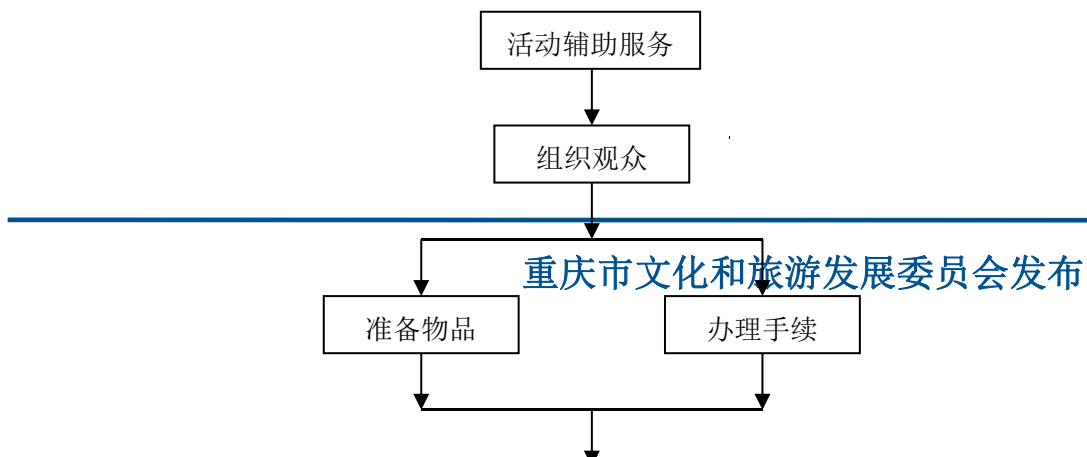 活动辅助服务
组织观众
重庆市文化和旅游发展委员会发布
准备物品
办理手续